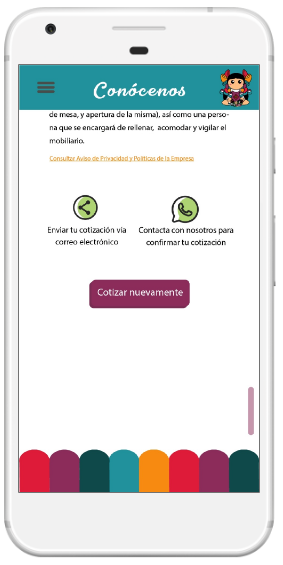 Conócenos
de mesa, y apertura de la misma), así como una perso-
na que se encargará de rellenar, acomodar y vigilar el
mobiliario.
Consultar Aviso de Privacidad y Políticas de la Empresa
Enviar tu cotización vía
correo electrónico
Contacta con nosotros para
confirmar tu cotización
Cotizar nuevamente